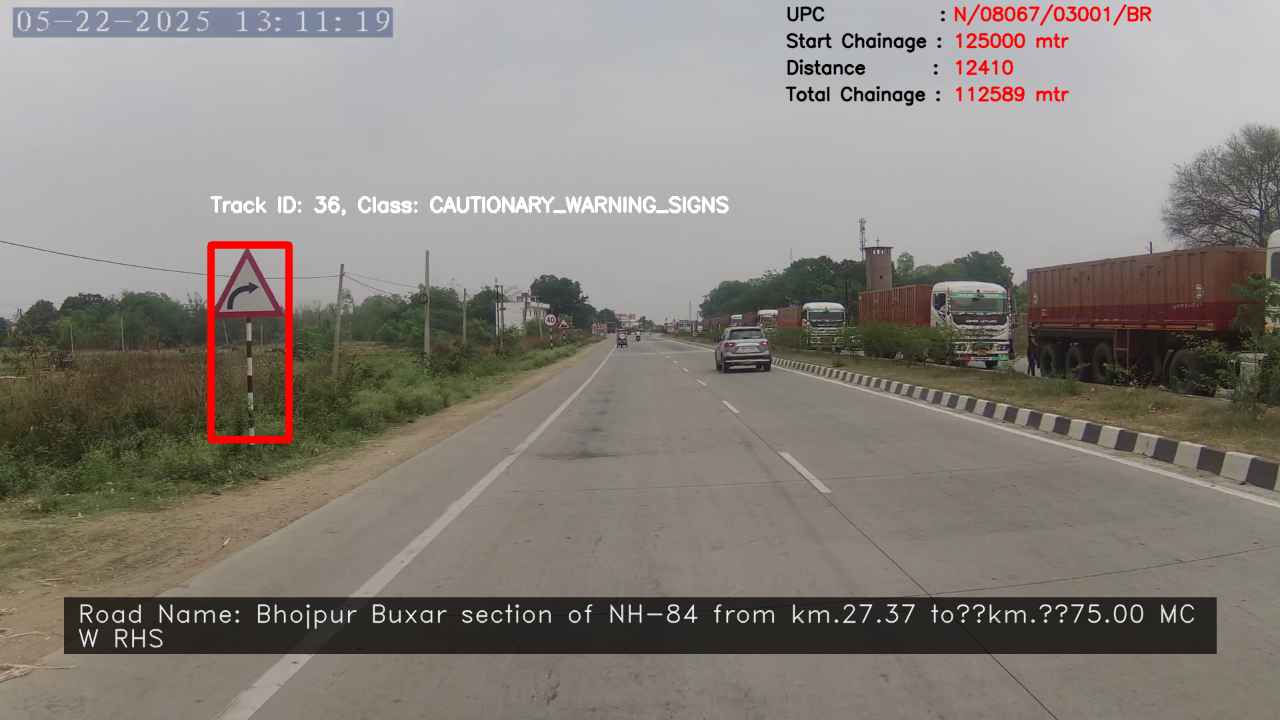 05-22-2025 13:11:19
UPC : N/08067/03001/BR
Start Chainage : 125000 mtr
Distance : 12410
Total Chainage : 112589 mtr
Track ID: 36, Class: CAUTIONARY_WARNING_SIGNS
40
Road Name: Bhojpur Buxar section of NH-84 from km.27.37 to??km.??75.00 MC
W RHS